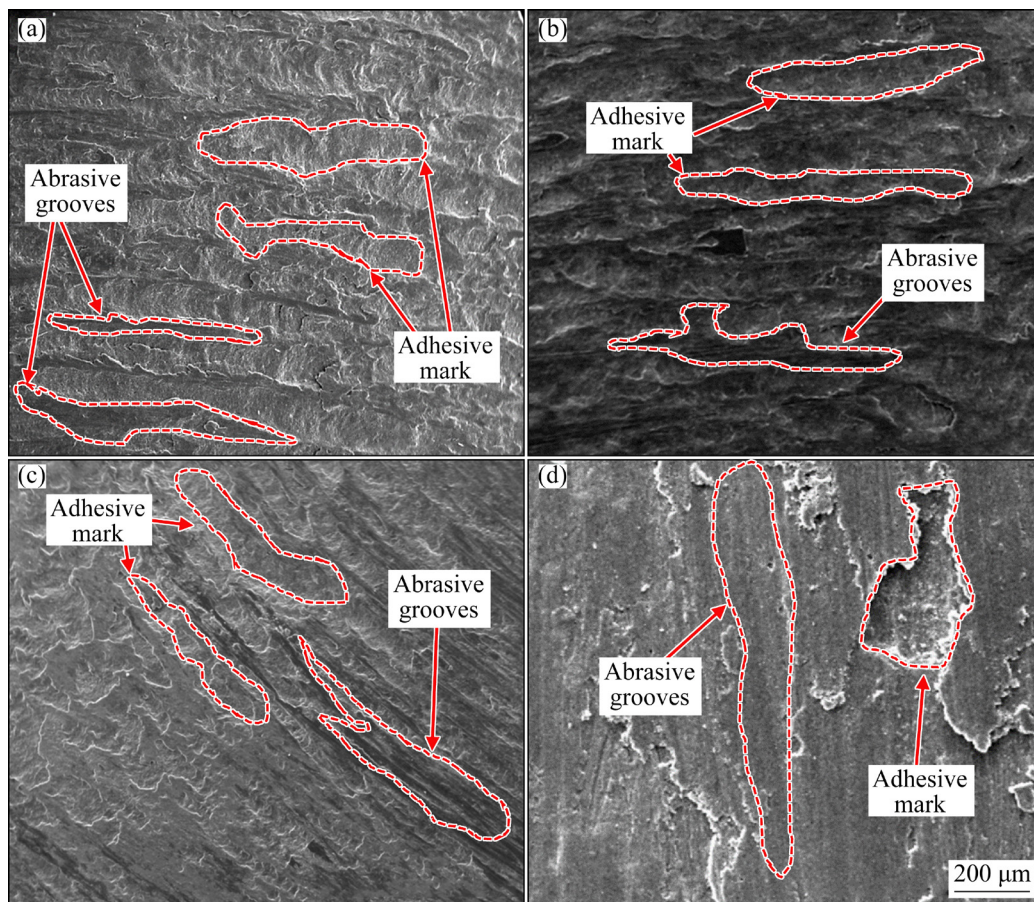 (a)
Abrasive
grooves
Adhesive
mark
(b)
Adhesive
mark
Abrasive
grooves
(c)
Adhesive
mark
Abrasive
grooves
(d)
Abrasive
grooves
Adhesive
mark
200 μm